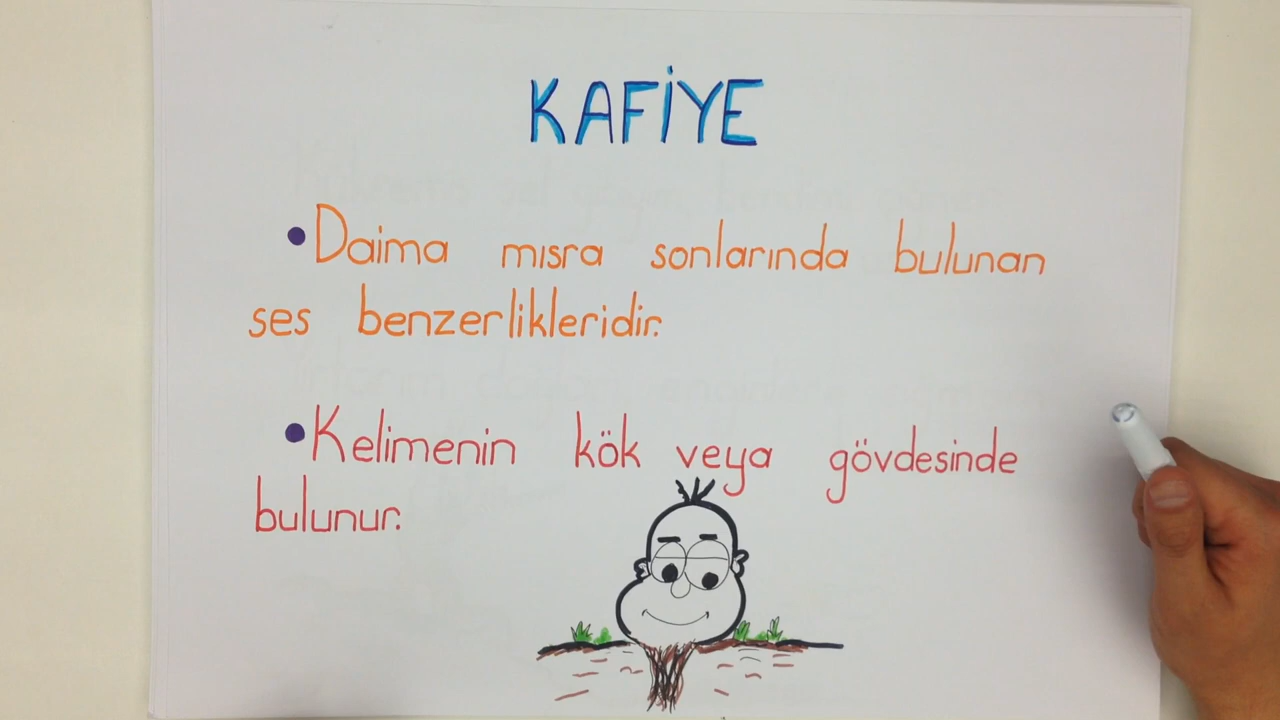 KAFİYE
• Daima mısra sonlarında bulunan
ses benzerlikleridir.
• Kelimenin kök veya gövdesinde
bulunur.